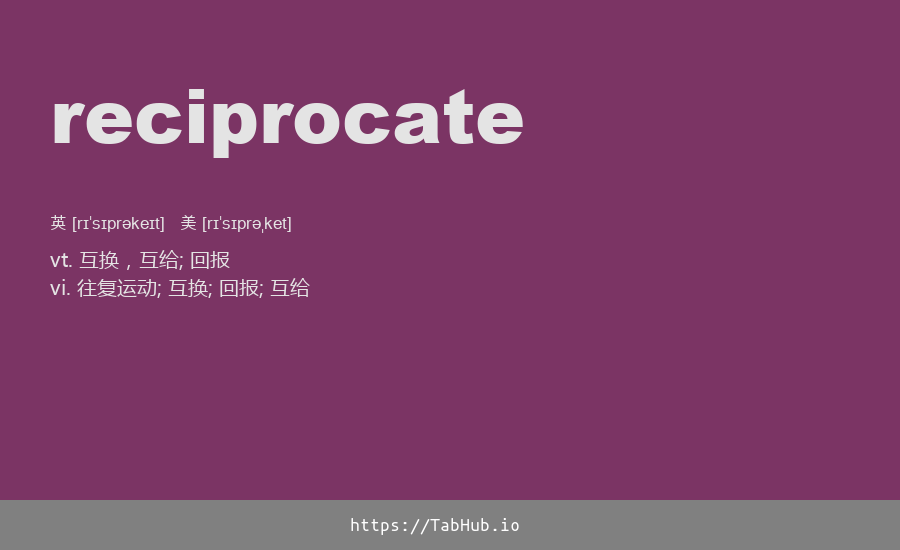 reciprocate
英 [rɪˈsɪprəkeɪt] 美 [rɪˈsɪprəˌket]
vt. 互换，互给; 回报
vi. 往复运动; 互换; 回报; 互给
https://TabHub.io